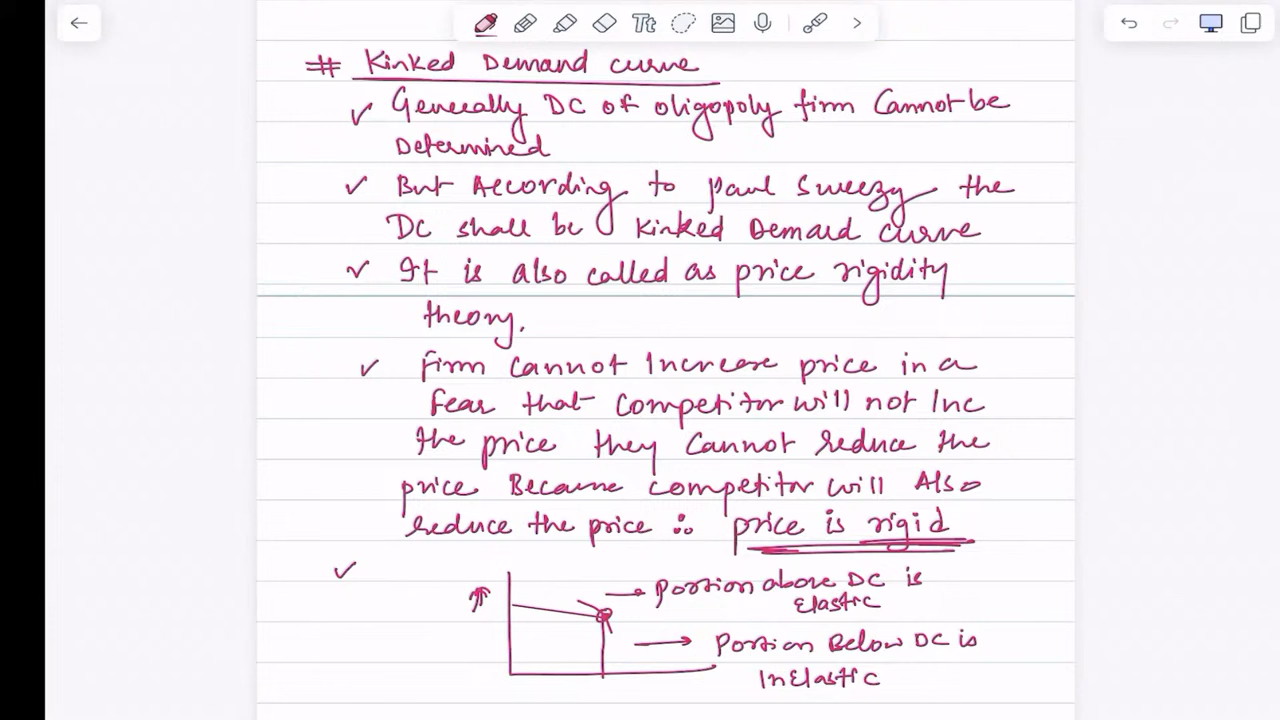 # Kinked Demand curve
✓ Generally DC of oligopoly firm Cannot be
Determined
✓ But According to paul Sweezy the
DC shall be Kinked Demand curve
✓ It is also called as price rigidity
theory.
✓ Firm cannot Increase price in a
fear that competitor will not Inc
the price they cannot reduce the
price Because competitor will Also
reduce the price ∴ price is rigid
✓ → Portion above DC is
Elastic
→ Portion Below DC is
InElastic